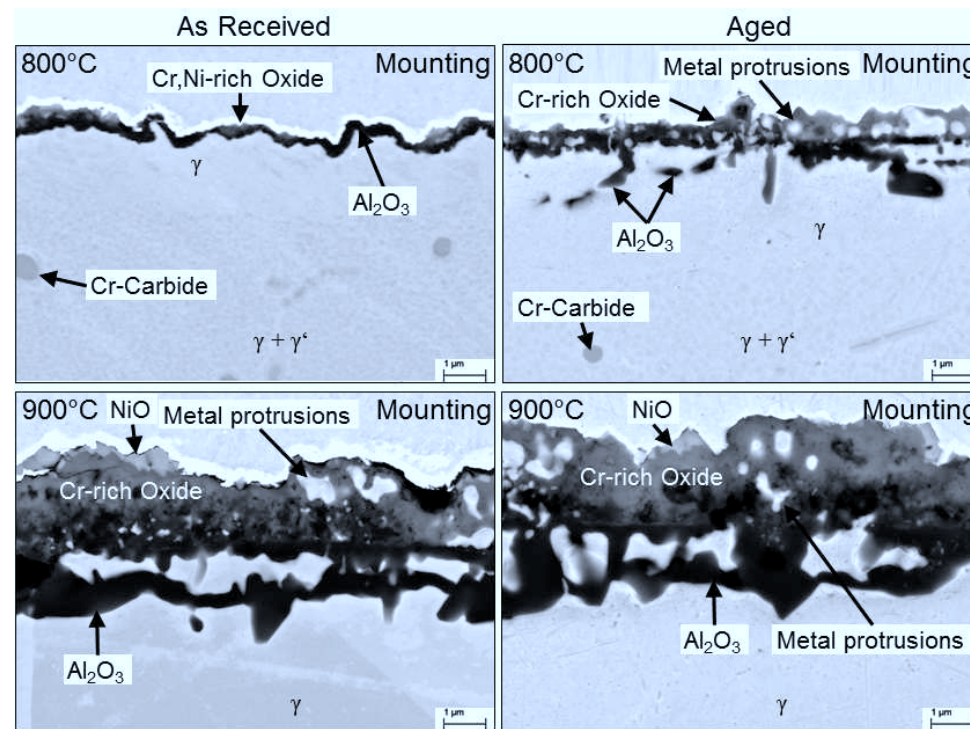 As Received
Aged
800°C
Mounting
Cr,Ni-rich Oxide
γ
Al₂O₃
Cr-Carbide
γ + γ‘
1 µm
800°C
Mounting
Metal protrusions
Cr-rich Oxide
Al₂O₃
γ
Cr-Carbide
γ + γ‘
1 µm
900°C
NiO
Mounting
Metal protrusions
Cr-rich Oxide
Al₂O₃
γ
1 µm
900°C
NiO
Mounting
Cr-rich Oxide
Al₂O₃
Metal protrusions
γ
1 µm